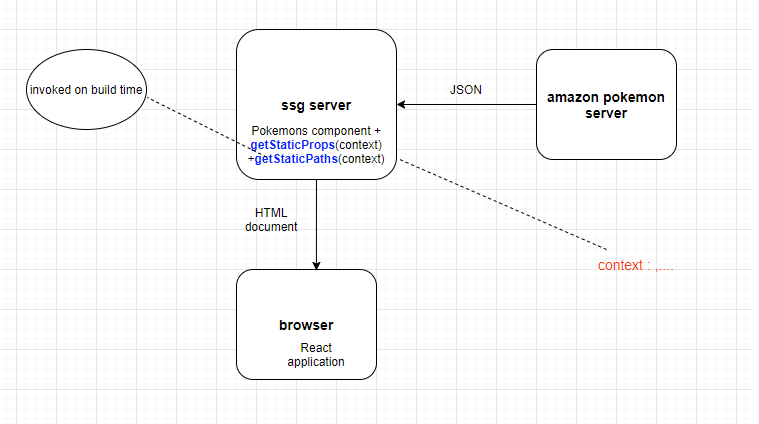 invoked on build time
ssg server
Pokemons component +
getStaticProps(context)
+getStaticPaths(context)
JSON
amazon pokemon
server
HTML
document
context : ,....
browser
React
application